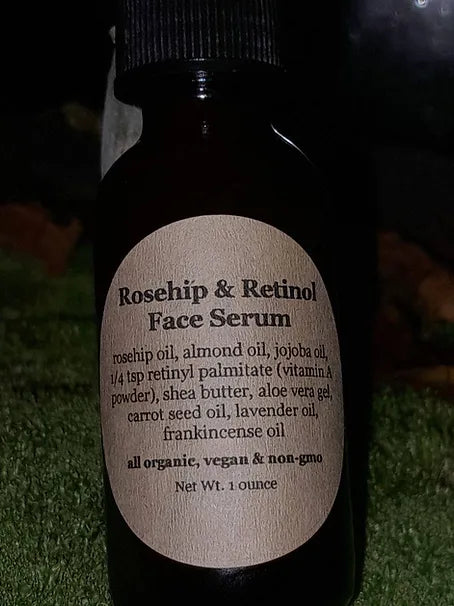 Rosehip & Retinol
Face Serum
rosehip oil, almond oil, jojoba oil,
1/4 tsp retinyl palmitate (vitamin A
powder), shea butter, aloe vera gel,
carrot seed oil, lavender oil,
frankincense oil
all organic, vegan & non-gmo
Net Wt. 1 ounce